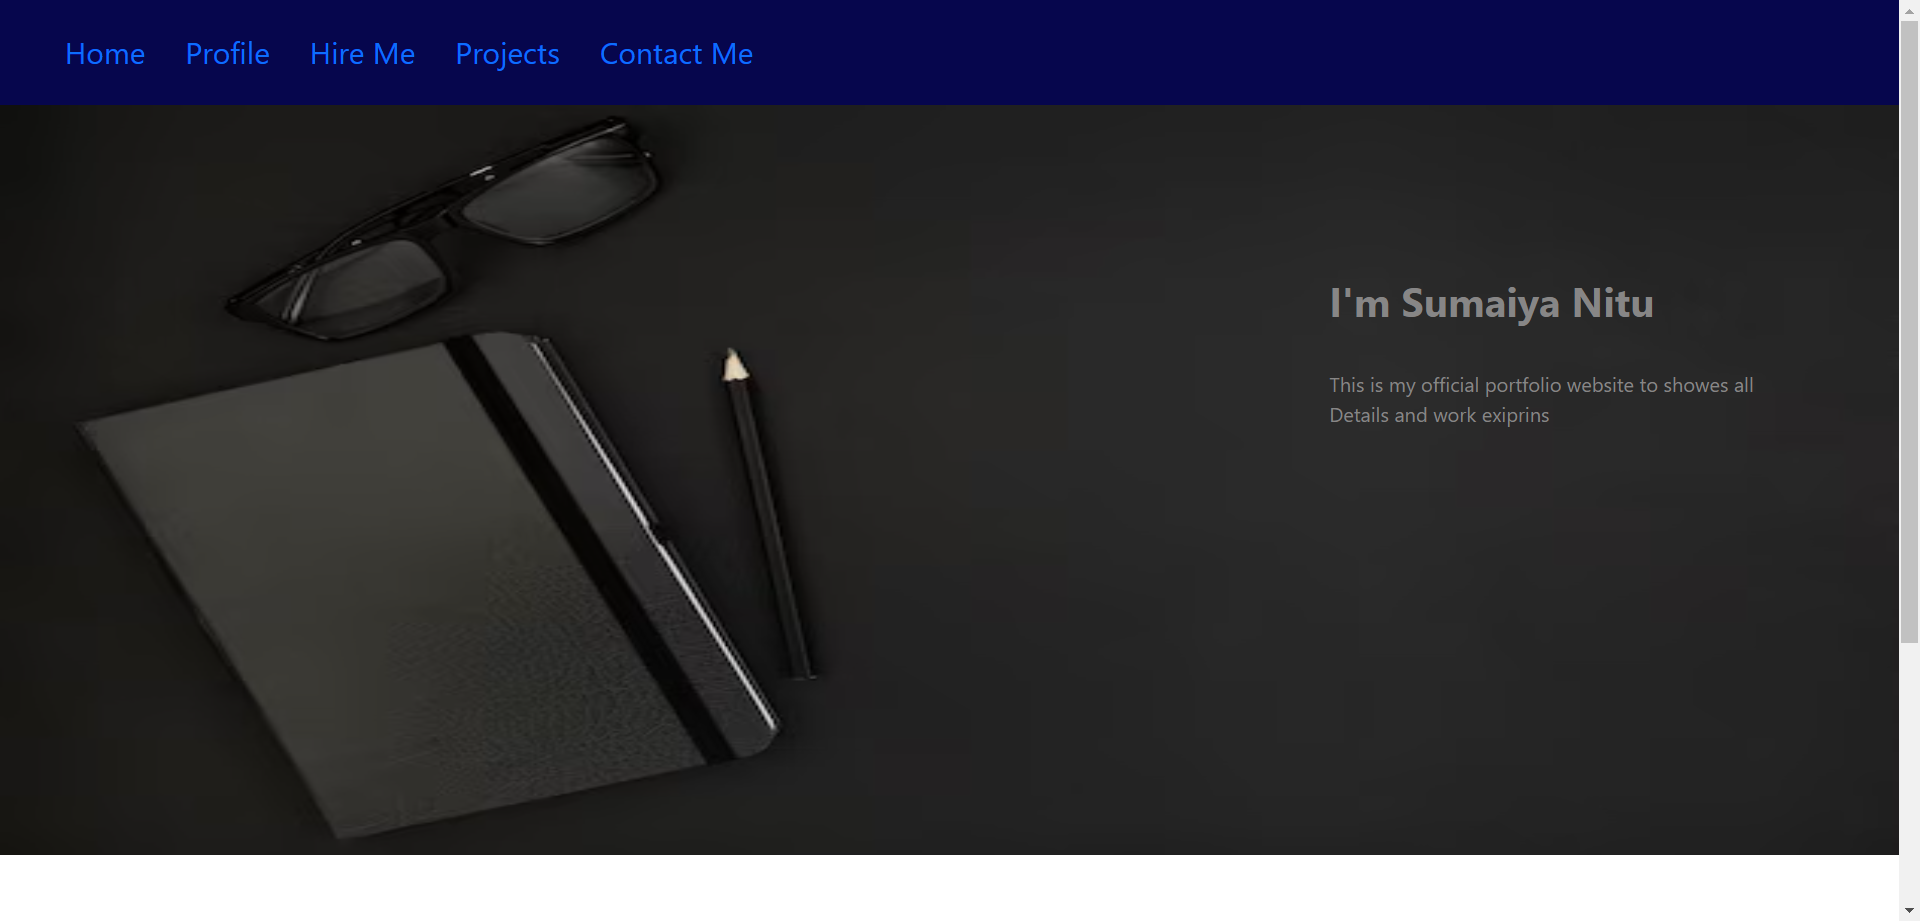 Home Profile Hire Me Projects Contact Me
I'm Sumaiya Nitu
This is my official portfolio website to showes all
Details and work exiprins